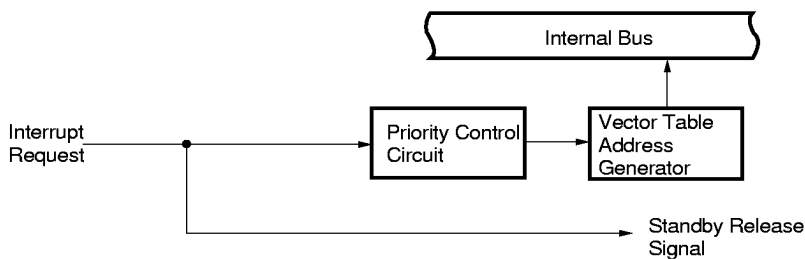 Internal Bus
Interrupt
Request
Priority Control
Circuit
Vector Table
Address
Generator
Standby Release
Signal